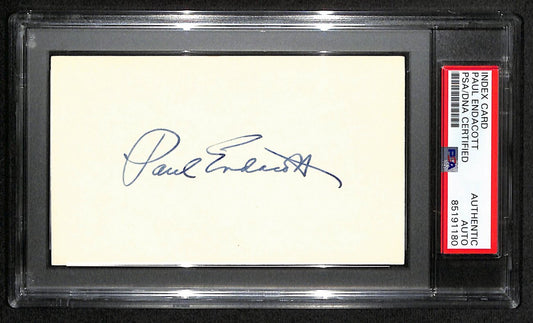 Paul Endacott
INDEX CARD
PAUL ENDACOTT
PSA/DNA CERTIFIED
PSA
AUTHENTIC
AUTO
85191180